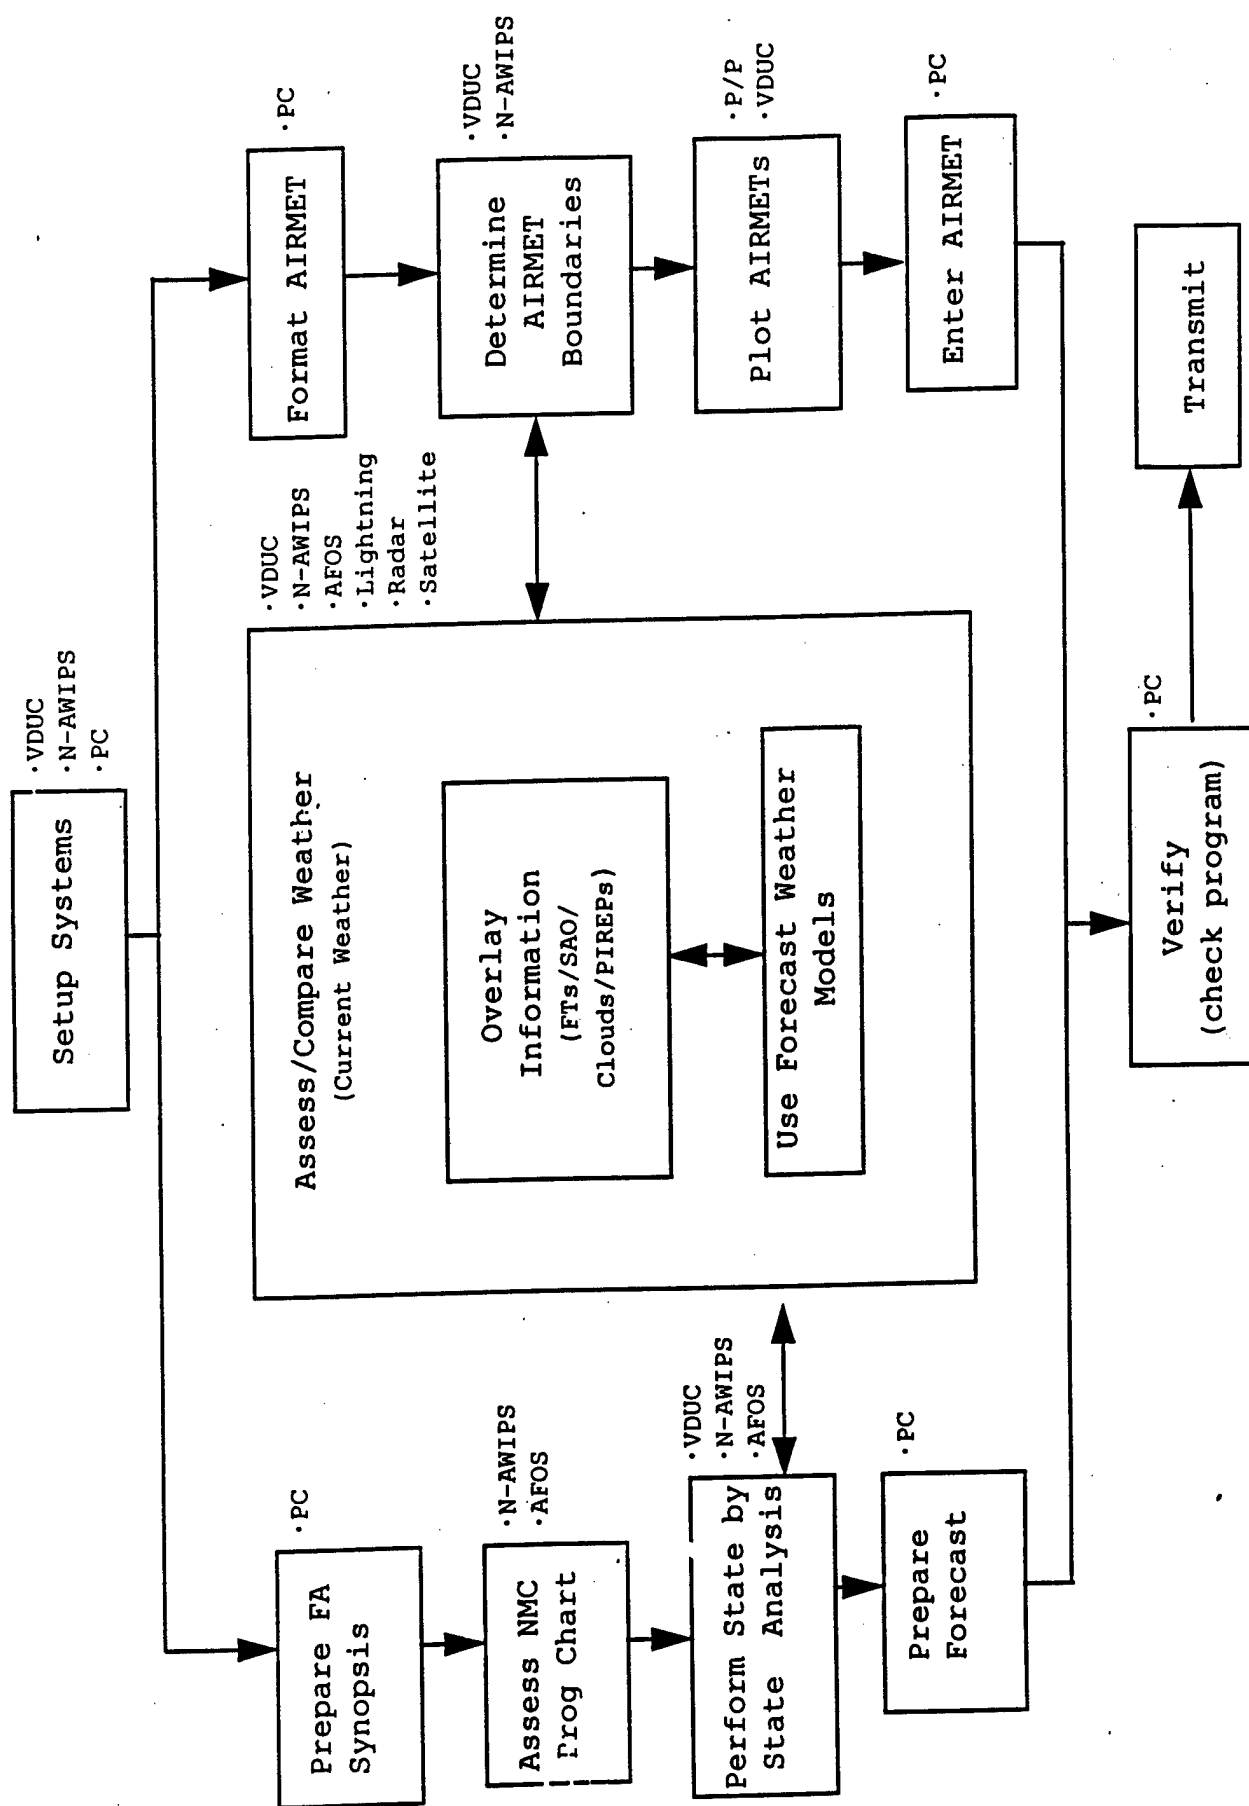 Setup Systems
·VDUC
·N-AWIPS
·PC
Prepare FA
Synopsis
·PC
Assess NMC
Prog Chart
·N-AWIPS
·AFOS
Perform State by
State Analysis
·VDUC
·N-AWIPS
·AFOS
Prepare
Forecast
·PC
Assess/Compare Weather
(Current Weather)
·VDUC
·N-AWIPS
·AFOS
·Lightning
·Radar
·Satellite
Overlay
Information
(FTs/SAO/
Clouds/PIREPs)
Use Forecast Weather
Models
Format AIRMET
·PC
Determine
AIRMET
Boundaries
·VDUC
·N-AWIPS
Plot AIRMETs
·P/P
·VDUC
Enter AIRMET
·PC
Verify
(check program)
·PC
Transmit